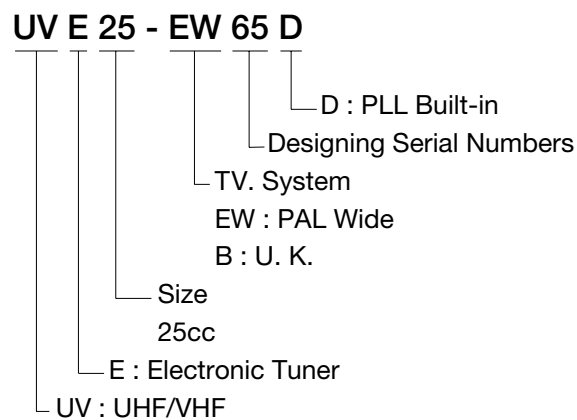 UV E 25 - EW 65 D
D : PLL Built-in
Designing Serial Numbers
TV. System
EW : PAL Wide
B : U. K.
Size
25cc
E : Electronic Tuner
UV : UHF/VHF